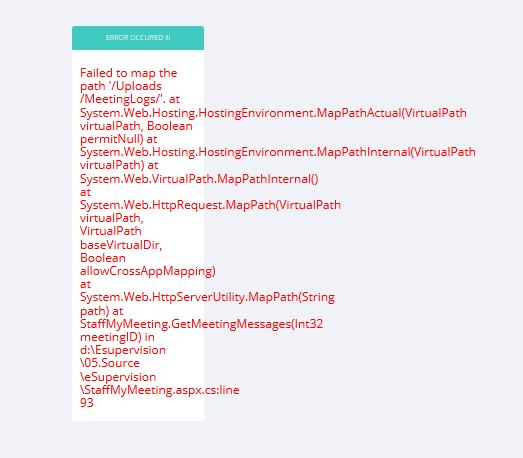 ERROR OCCURED !!!
Failed to map the
path '/Uploads
/MeetingLogs/'. at
System.Web.Hosting.HostingEnvironment.MapPathActual(VirtualPath
virtualPath, Boolean
permitNull) at
System.Web.Hosting.HostingEnvironment.MapPathInternal(VirtualPath
virtualPath) at
System.Web.VirtualPath.MapPathInternal()
at
System.Web.HttpRequest.MapPath(VirtualPath
virtualPath,
VirtualPath
baseVirtualDir,
Boolean
allowCrossAppMapping)
at
System.Web.HttpServerUtility.MapPath(String
path) at
StaffMyMeeting.GetMeetingMessages(Int32
meetingID) in
d:\Esupervision
\05.Source
\eSupervision
\StaffMyMeeting.aspx.cs:line
93